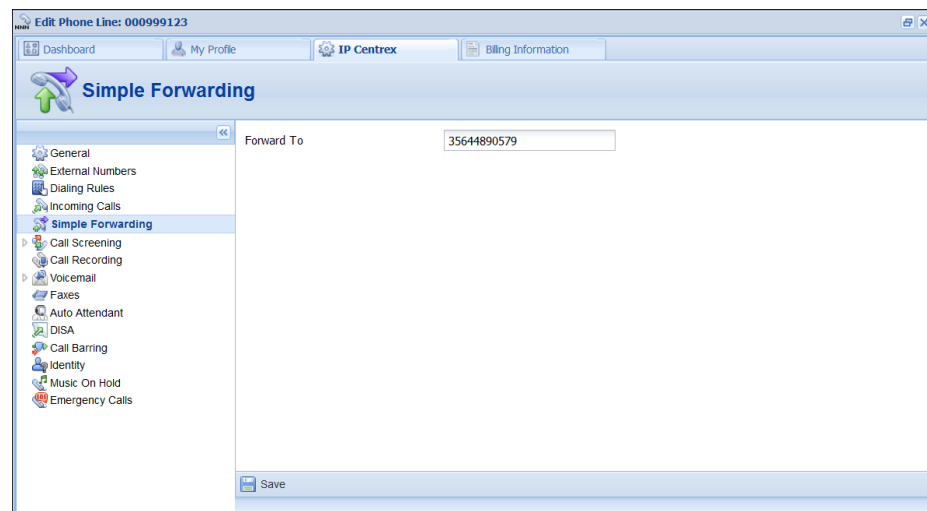 NNN Edit Phone Line: 000999123
Dashboard
My Profile
IP Centrex
Billing Information
Simple Forwarding
General
External Numbers
Dialing Rules
Incoming Calls
Simple Forwarding
Call Screening
Call Recording
Voicemail
Faxes
Auto Attendant
DISA
Call Barring
Identity
Music On Hold
Emergency Calls
Forward To
35644890579
Save